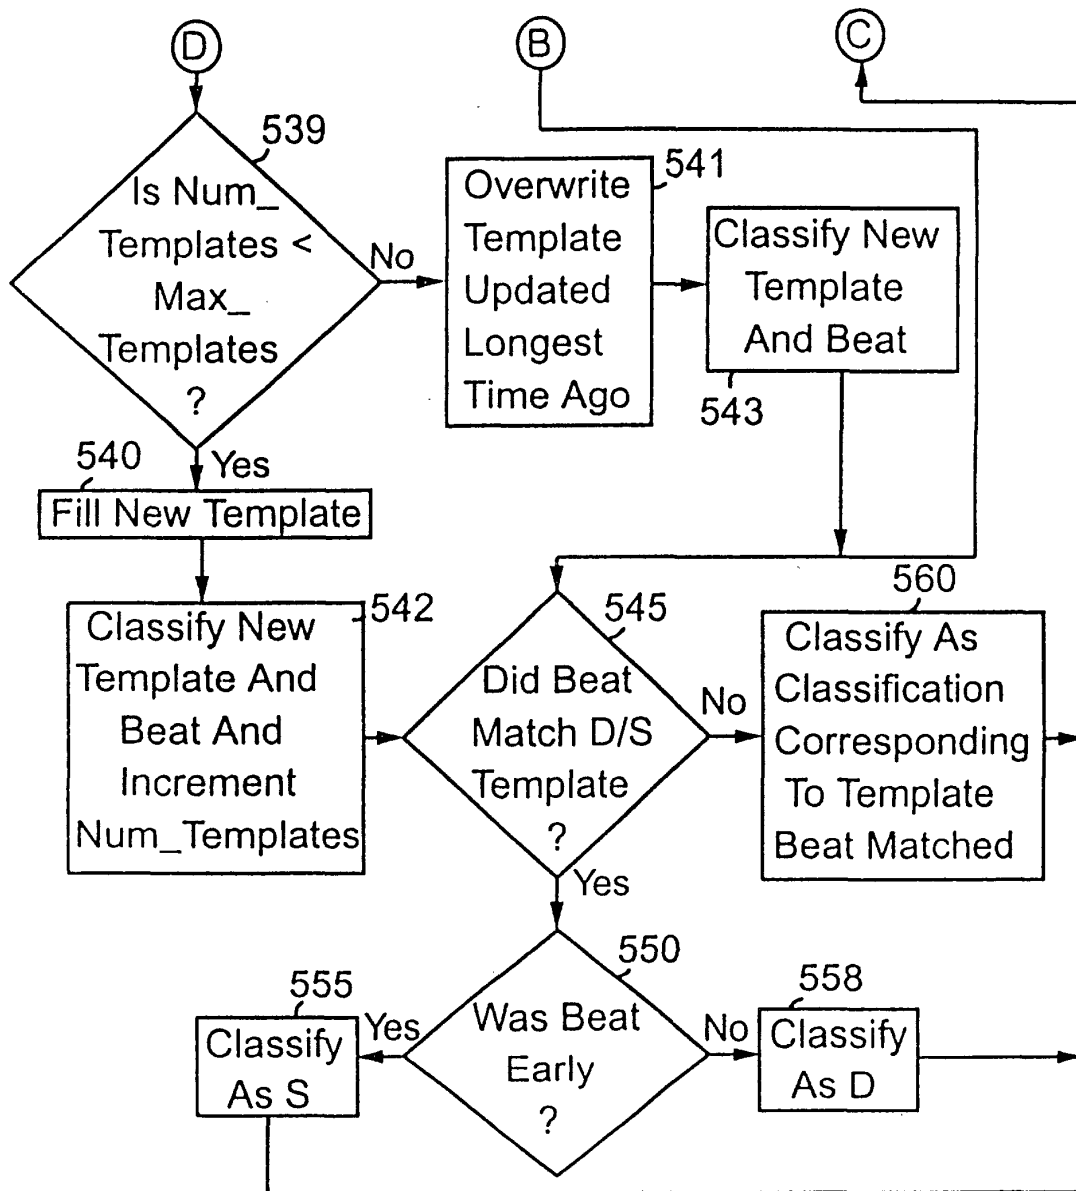 D
B
C
539
Is Num_
Templates <
Max_
Templates
?
No
Yes
541
Overwrite
Template
Updated
Longest
Time Ago
Classify New
Template
And Beat
543
540
Fill New Template
542
Classify New
Template And
Beat And
Increment
Num_Templates
545
Did Beat
Match D/S
Template
?
No
Yes
560
Classify As
Classification
Corresponding
To Template
Beat Matched
550
Was Beat
Early
?
Yes
No
555
Classify
As S
558
Classify
As D